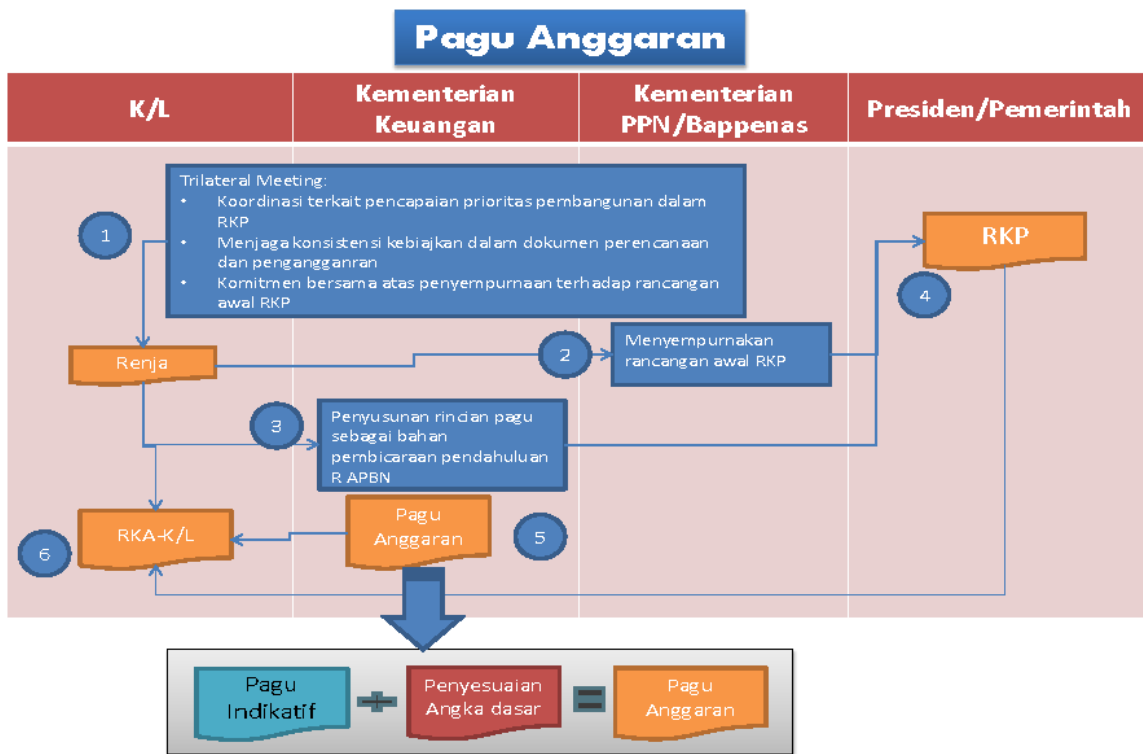 Pagu Anggaran
K/L
Kementerian
Keuangan
Kementerian
PPN/Bappenas
Presiden/Pemerintah
Trilateral Meeting:
• Koordinasi terkait pencapaian prioritas pembangunan dalam
RKP
• Menjaga konsistensi kebiajkan dalam dokumen perencanaan
dan pengangganran
• Komitmen bersama atas penyempurnaan terhadap rancangan
awal RKP
1
RKP
4
Renja
2
Menyempurnakan
rancangan awal RKP
3
Penyusunan rincian pagu
sebagai bahan
pembicaraan pendahuluan
R APBN
6
RKA-K/L
Pagu
Anggaran
5
Pagu
Indikatif
+
Penyesuaian
Angka dasar
=
Pagu
Anggaran